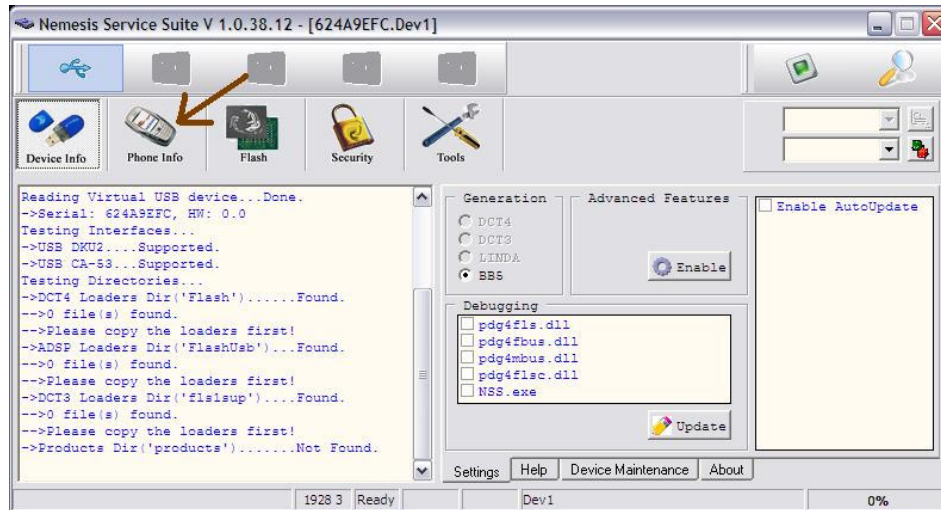 Nemesis Service Suite V 1.0.38.12 - [624A9EFC.Dev1]
Device Info
Phone Info
Flash
Security
Tools
Reading Virtual USB device...Done.
->Serial: 624A9EFC, HW: 0.0
Testing Interfaces...
->USB DKU2....Supported.
->USB CA-53...Supported.
Testing Directories...
->DCT4 Loaders Dir('Flash')......Found.
-->0 file(s) found.
-->Please copy the loaders first!
->ADSP Loaders Dir('FlashUsb')...Found.
-->0 file(s) found.
-->Please copy the loaders first!
->DCT3 Loaders Dir('fls1sup')....Found.
-->0 file(s) found.
-->Please copy the loaders first!
->Products Dir('products').......Not Found.
Generation
DCT4
DCT3
LINDA
BB5
Advanced Features
Enable
Debugging
pdg4fls.dll
pdg4fbus.dll
pdg4mbus.dll
pdg4flsc.dll
NSS.exe
Update
Enable AutoUpdate
Settings Help Device Maintenance About
1928 3 Ready Dev1 0%